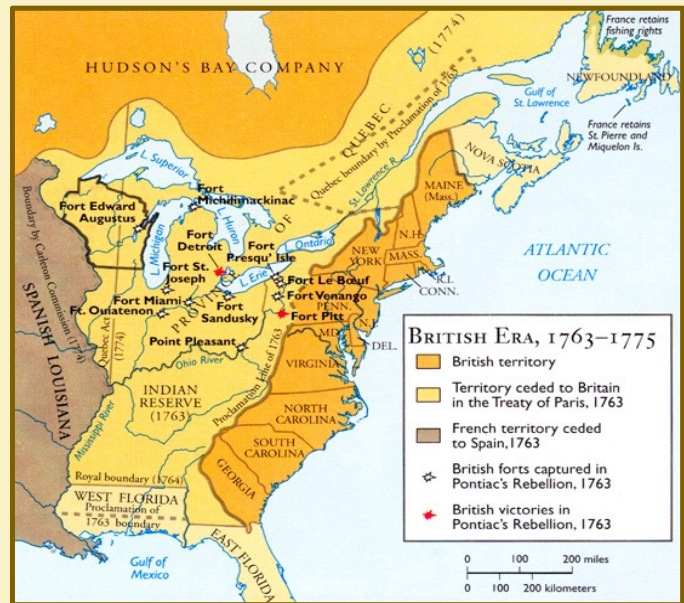 HUDSON'S BAY COMPANY
France retains
fishing rights
NEWFOUNDLAND
Gulf of
St. Lawrence
France retains
St. Pierre and
Miquelon Is.
PROVINCE OF QUEBEC (1774)
Quebec boundary by Proclamation of 1763
St. Lawrence R.
NOVA SCOTIA
MAINE
(Mass.)
L. Superior
Fort
Michilimackinac
Fort Edward
Augustus
L. Michigan
L. Huron
Fort
Detroit
Fort
Presqu' Isle
L. Ontario
L. Erie
Fort St.
Joseph
Fort Le Bœuf
Fort Miami
Fort Venango
Ft. Ouiatenon
Fort
Sandusky
Fort Pitt
Point Pleasant
N.H.
NEW
YORK
MASS.
R.I.
CONN.
PENN.
N.J.
MD.
DEL.
VIRGINIA
NORTH
CAROLINA
SOUTH
CAROLINA
GEORGIA
ATLANTIC
OCEAN
Boundary by Carleton Commission (1774)
SPANISH LOUISIANA
Quebec Act (1774)
Ohio River
Proclamation Line of 1763
INDIAN
RESERVE
(1763)
Mississippi River
Royal boundary (1764)
WEST FLORIDA
Proclamation of
1763 boundary
EAST FLORIDA
Gulf of
Mexico
BRITISH ERA, 1763–1775
British territory
Territory ceded to Britain
in the Treaty of Paris, 1763
French territory ceded
to Spain, 1763
British forts captured in
Pontiac's Rebellion, 1763
British victories in
Pontiac's Rebellion, 1763
0 100 200 miles
0 100 200 kilometers